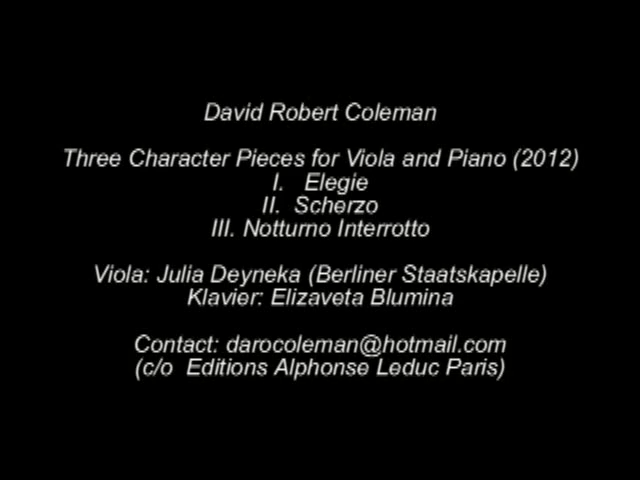 David Robert Coleman
Three Character Pieces for Viola and Piano (2012)
I. Elegie
II. Scherzo
III. Notturno Interrotto
Viola: Julia Deyneka (Berliner Staatskapelle)
Klavier: Elizaveta Blumina
Contact: darocoleman@hotmail.com
(c/o Editions Alphonse Leduc Paris)